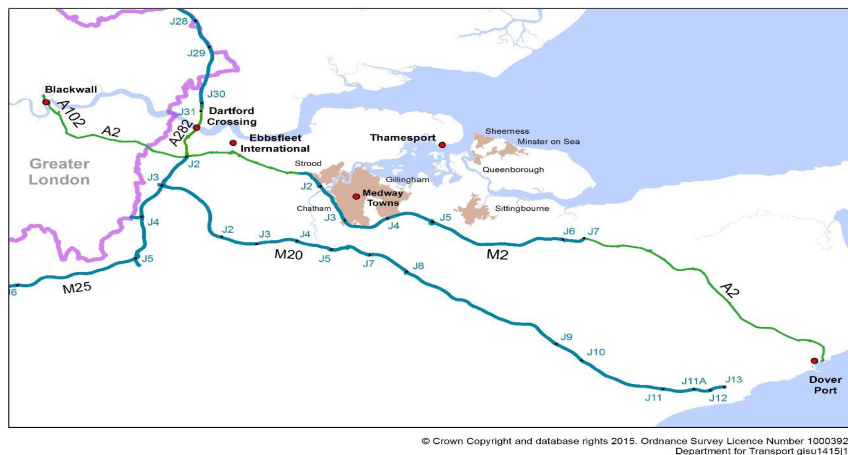 J28
J29
J30
J31
Blackwall
A102
A2
A282
Dartford
Crossing
Ebbsfleet
International
Thamesport
Sheerness
Minster on Sea
Queenborough
Greater
London
J2
J3
J4
J5
Strood
J2
Gillingham
Medway
Towns
Chatham
J3
J4
J5
Sittingbourne
M2
J6
J7
A2
J2
J3
J4
M20
J5
J7
J8
M25
J9
J10
J11
J11A
J12
J13
Dover
Port
© Crown Copyright and database rights 2015. Ordnance Survey Licence Number 1000392
Department for Transport gisu1415j1